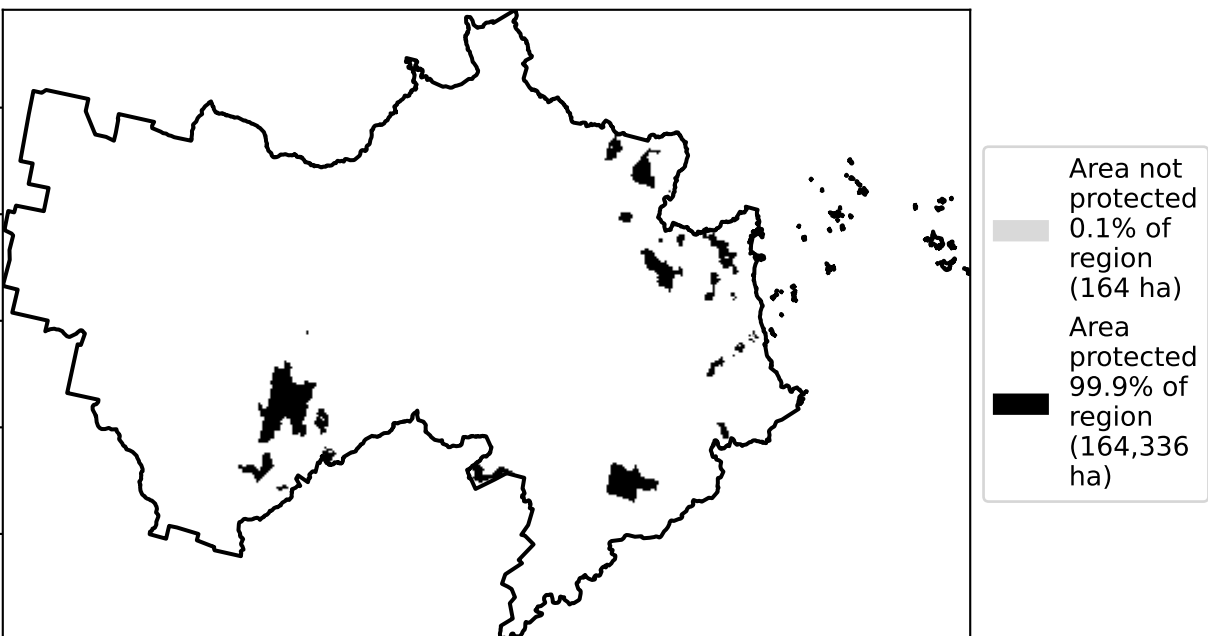 Area not
protected
0.1% of
region
(164 ha)
Area
protected
99.9% of
region
(164,336
ha)